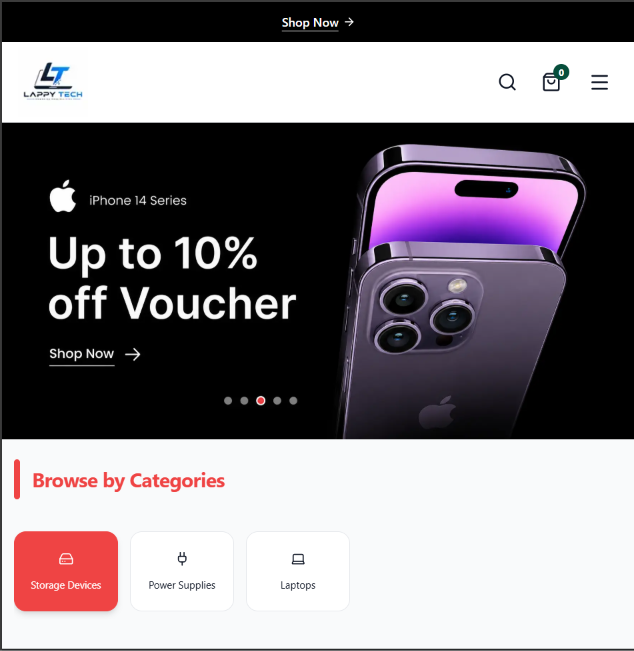 Shop Now →
LT
LAPPY TECH
0
iPhone 14 Series
Up to 10%
off Voucher
Shop Now →
Browse by Categories
Storage Devices
Power Supplies
Laptops